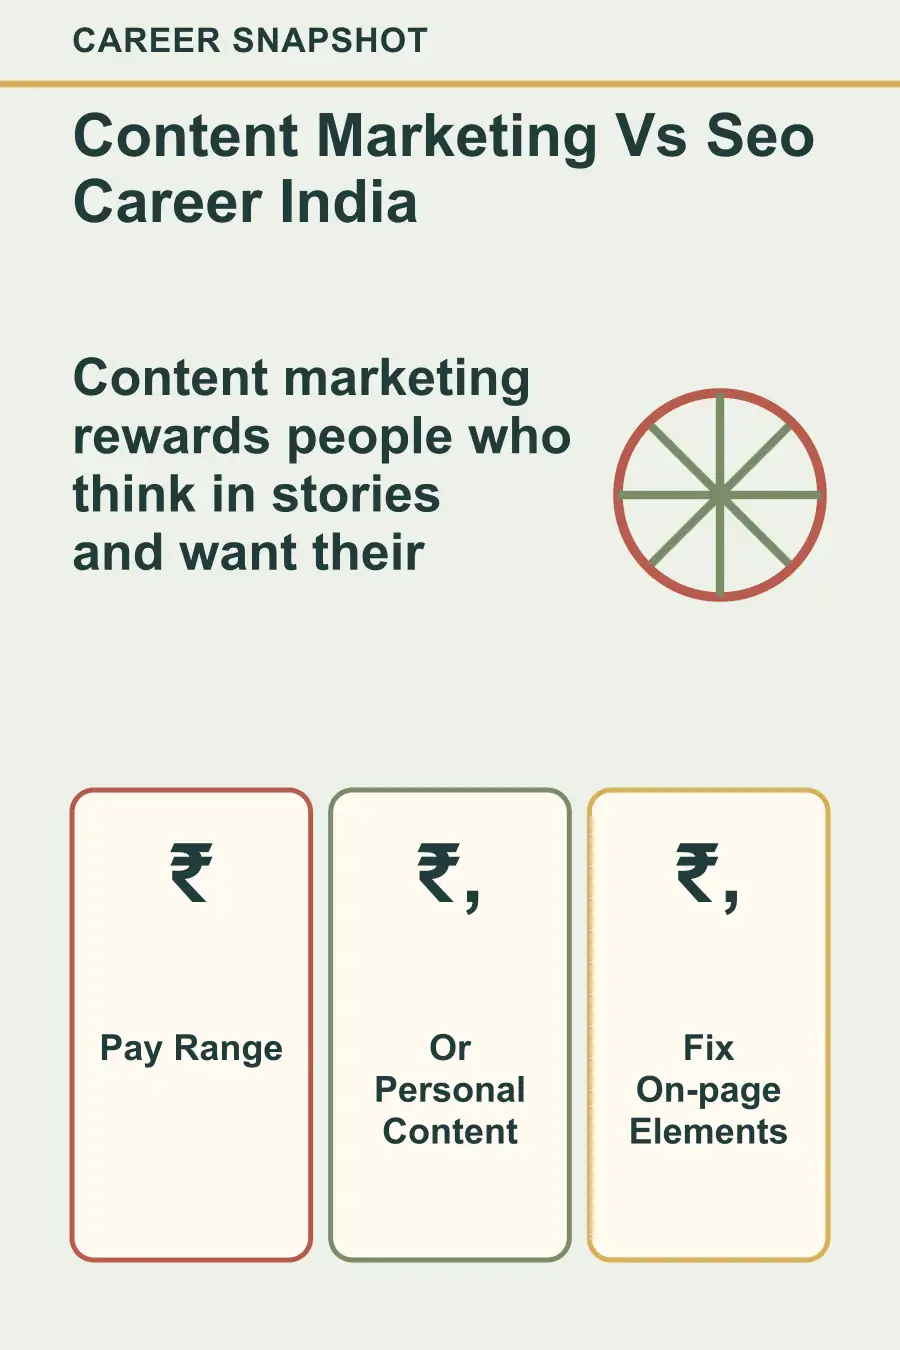 CAREER SNAPSHOT
Content Marketing Vs Seo
Career India
Content marketing
rewards people who
think in stories
and want their
₹
Pay Range
₹,
Or
Personal
Content
₹,
Fix
On-page
Elements